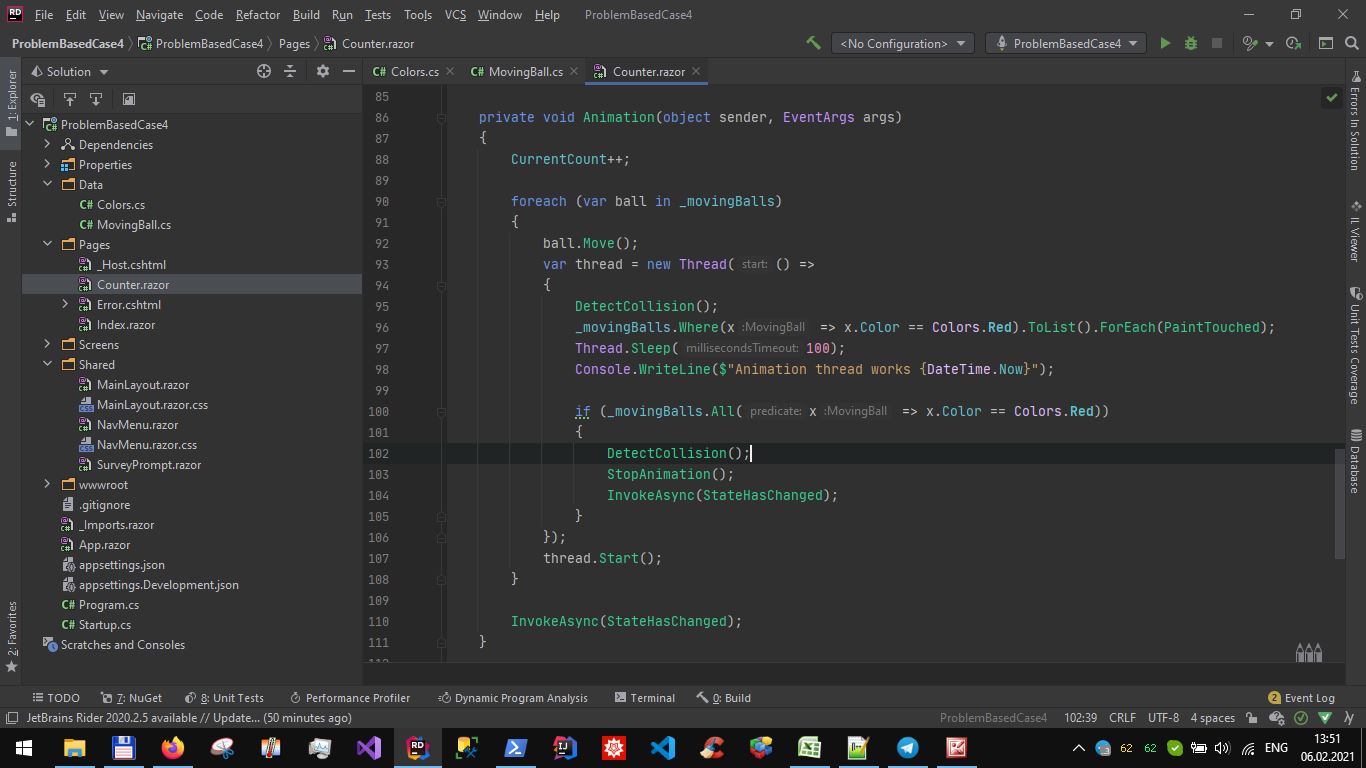 File Edit View Navigate Code Refactor Build Run Tests Tools VCS Window Help ProblemBasedCase4
ProblemBasedCase4 ProblemBasedCase4 Pages Counter.razor <No Configuration> ProblemBasedCase4
Solution
Colors.cs MovingBall.cs Counter.razor
1: Explorer
Structure
2: Favorites
ProblemBasedCase4
Dependencies
Properties
Data
C# Colors.cs
C# MovingBall.cs
Pages
_Host.cshtml
Counter.razor
Error.cshtml
Index.razor
Screens
Shared
MainLayout.razor
MainLayout.razor.css
NavMenu.razor
NavMenu.razor.css
SurveyPrompt.razor
wwwroot
.gitignore
_Imports.razor
App.razor
appsettings.json
appsettings.Development.json
C# Program.cs
C# Startup.cs
Scratches and Consoles
85
86 private void Animation(object sender, EventArgs args)
87 {
88 CurrentCount++;
89
90 foreach (var ball in _movingBalls)
91 {
92 ball.Move();
93 var thread = new Thread( start: () =>
94 {
95 DetectCollision();
96 _movingBalls.Where(x :MovingBall => x.Color == Colors.Red).ToList().ForEach(PaintTouched);
97 Thread.Sleep( millisecondsTimeout: 100);
98 Console.WriteLine($"Animation thread works {DateTime.Now}");
99
100 if (_movingBalls.All( predicate: x :MovingBall => x.Color == Colors.Red))
101 {
102 DetectCollision();
103 StopAnimation();
104 InvokeAsync(StateHasChanged);
105 }
106 });
107 thread.Start();
108 }
109
110 InvokeAsync(StateHasChanged);
111 }
Errors In Solution
IL Viewer
Unit Tests Coverage
Database
TODO 7: NuGet 8: Unit Tests Performance Profiler Dynamic Program Analysis Terminal 0: Build 2 Event Log
JetBrains Rider 2020.2.5 available // Update... (50 minutes ago) ProblemBasedCase4 102:39 CRLF UTF-8 4 spaces
62 62 ENG 13:51
06.02.2021